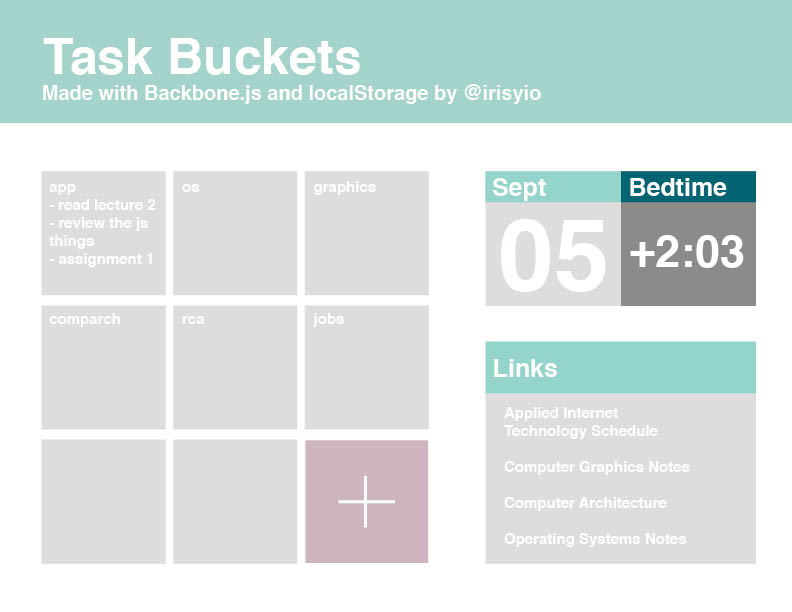 Task Buckets
Made with Backbone.js and localStorage by @irisyio
app
- read lecture 2
- review the js
things
- assignment 1
os
graphics
comparch
rca
jobs
Sept
05
Bedtime
+2:03
Links
Applied Internet
Technology Schedule
Computer Graphics Notes
Computer Architecture
Operating Systems Notes